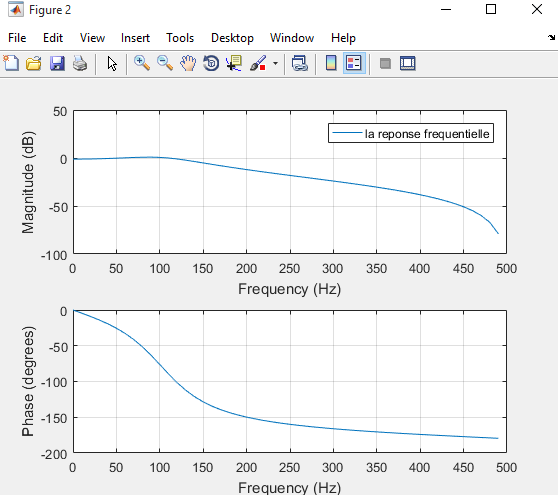 Figure 2
File Edit View Insert Tools Desktop Window Help
la reponse frequentielle
Magnitude (dB)
50
0
-50
-100
0 50 100 150 200 250 300 350 400 450 500
Frequency (Hz)
Phase (degrees)
0
-50
-100
-150
-200
0 50 100 150 200 250 300 350 400 450 500
Frequency (Hz)